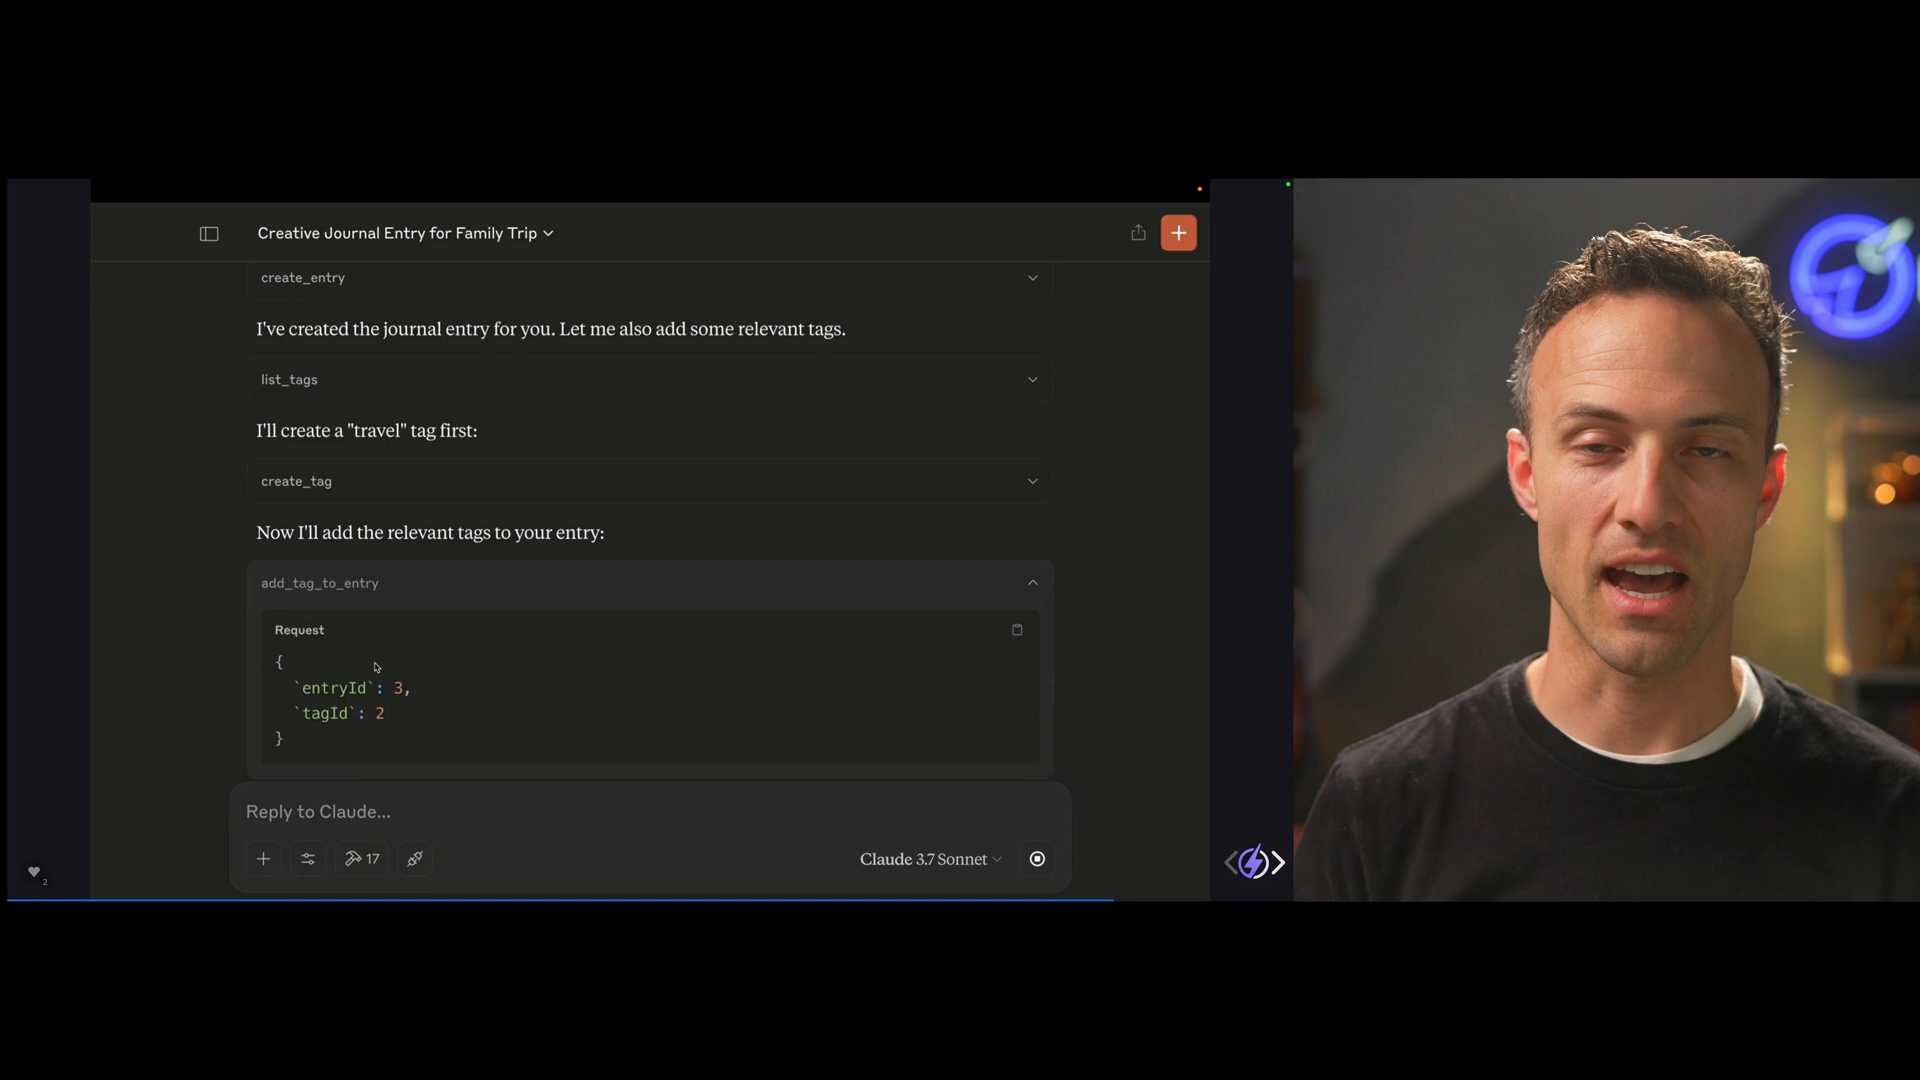 Creative Journal Entry for Family Trip
create_entry
I've created the journal entry for you. Let me also add some relevant tags.
list_tags
I'll create a "travel" tag first:
create_tag
Now I'll add the relevant tags to your entry:
add_tag_to_entry
Request
{
`entryId`: 3,
`tagId`: 2
}
Reply to Claude...
17
Claude 3.7 Sonnet
2